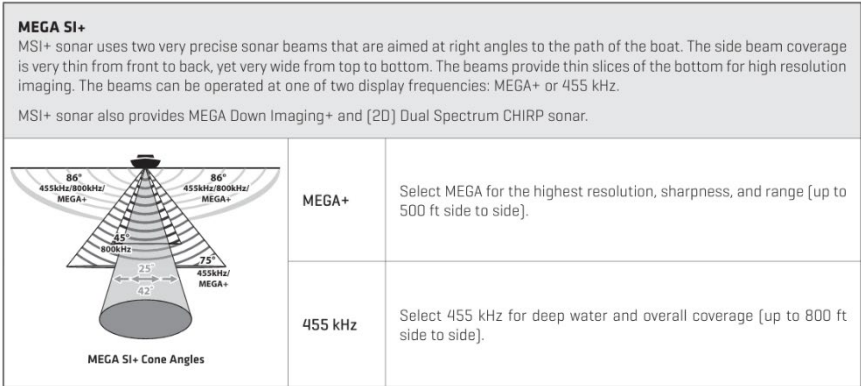 MEGA SI+
MSI+ sonar uses two very precise sonar beams that are aimed at right angles to the path of the boat. The side beam coverage
is very thin from front to back, yet very wide from top to bottom. The beams provide thin slices of the bottom for high resolution
imaging. The beams can be operated at one of two display frequencies: MEGA+ or 455 kHz.
MSI+ sonar also provides MEGA Down Imaging+ and (2D) Dual Spectrum CHIRP sonar.
86°
455kHz/800kHz/
MEGA+
86°
455kHz/800kHz/
MEGA+
45°
800kHz
75°
455kHz/
MEGA+
25°
42°
MEGA SI+ Cone Angles
MEGA+
Select MEGA for the highest resolution, sharpness, and range (up to
500 ft side to side).
455 kHz
Select 455 kHz for deep water and overall coverage (up to 800 ft
side to side).